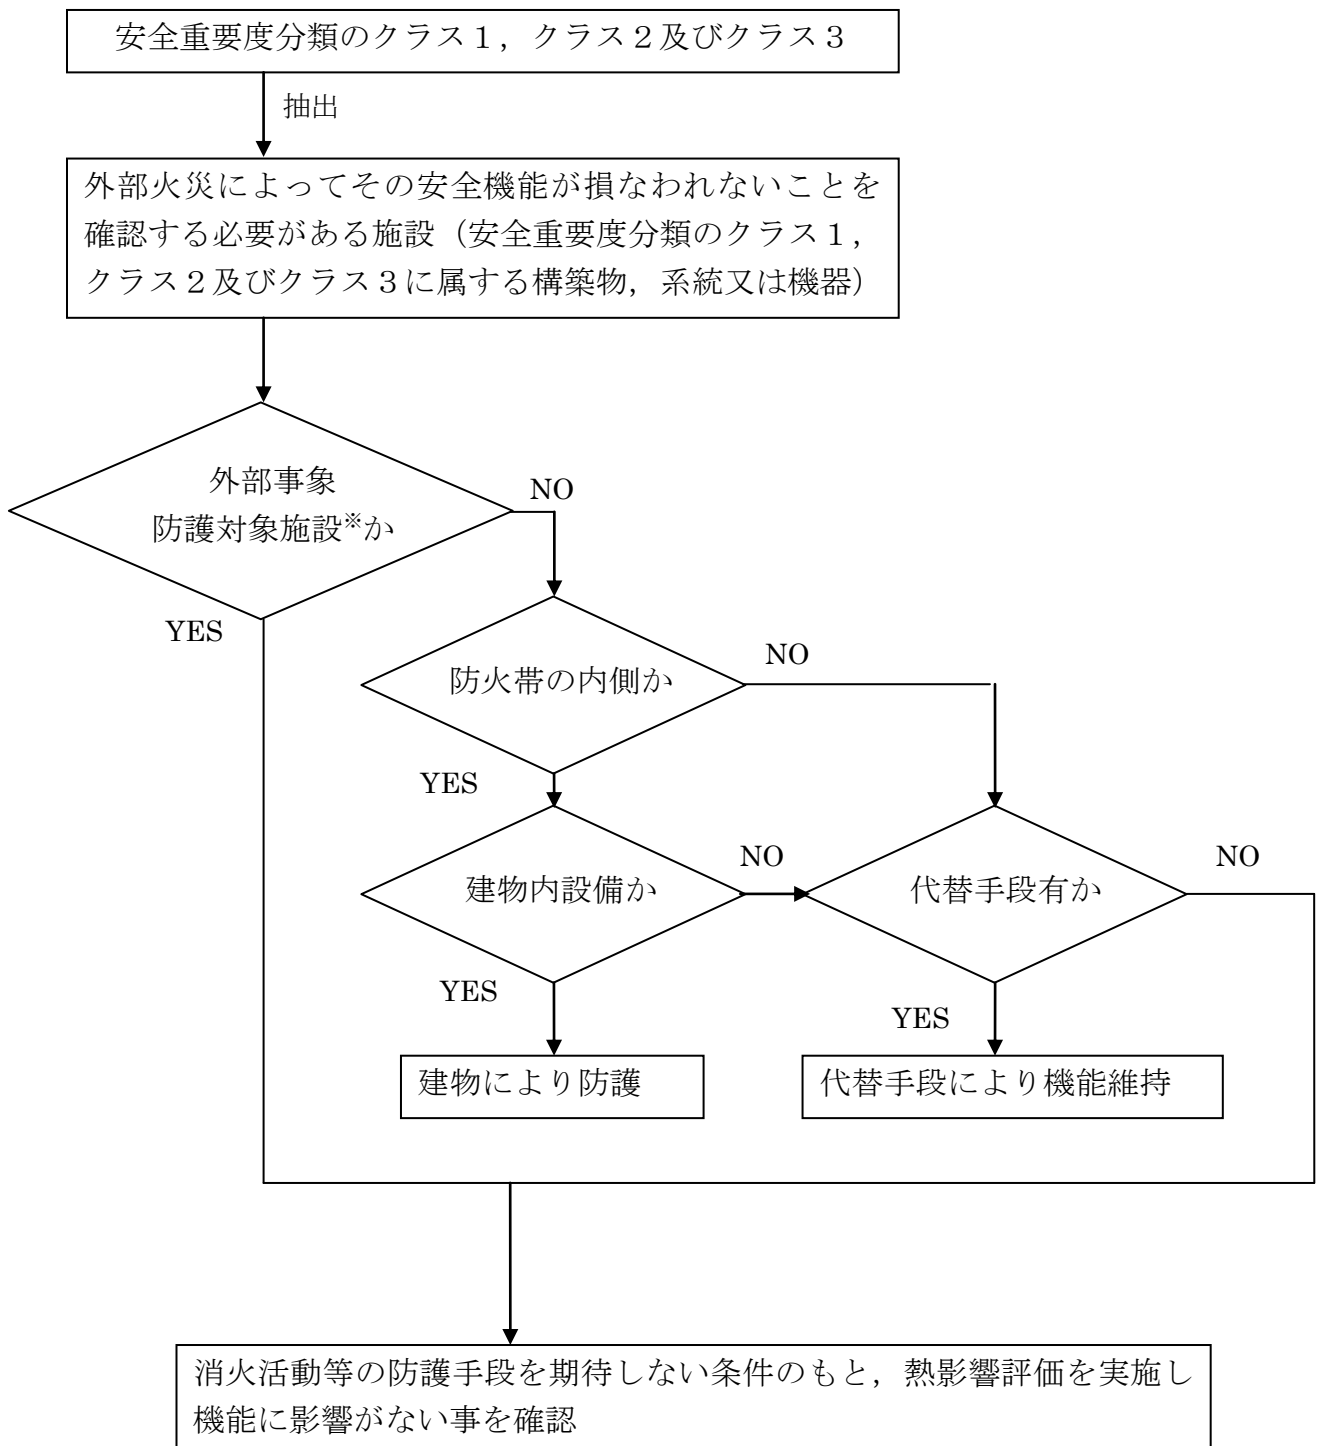 安全重要度分類のクラス1，クラス2及びクラス3
抽出
外部火災によってその安全機能が損なわれないことを
確認する必要がある施設（安全重要度分類のクラス1，
クラス2及びクラス3に属する構築物，系統又は機器）
外部事象
防護対象施設※か
NO
YES
防火帯の内側か
NO
YES
建物内設備か
NO
代替手段有か
NO
YES
YES
建物により防護
代替手段により機能維持
消火活動等の防護手段を期待しない条件のもと，熱影響評価を実施し
機能に影響がない事を確認